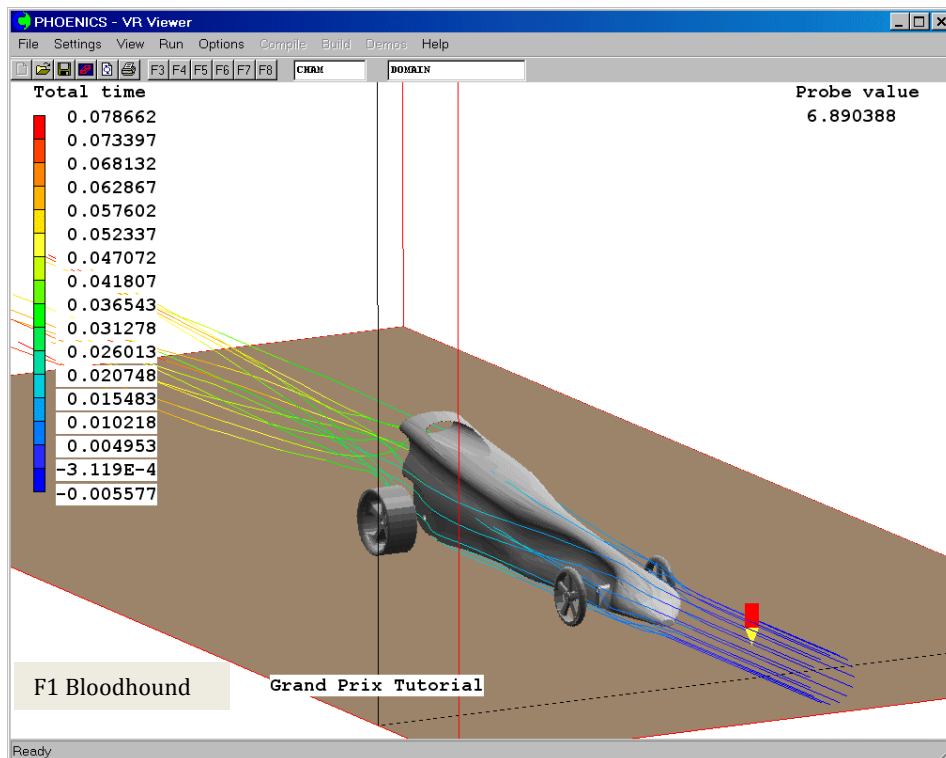 PHOENICS - VR Viewer
File Settings View Run Options Compile Build Demos Help
F3 F4 F5 F6 F7 F8 CHAM DOMAIN
Total time
Probe value
6.890388
0.078662
0.073397
0.068132
0.062867
0.057602
0.052337
0.047072
0.041807
0.036543
0.031278
0.026013
0.020748
0.015483
0.010218
0.004953
-3.119E-4
-0.005577
F1 Bloodhound
Grand Prix Tutorial
Ready